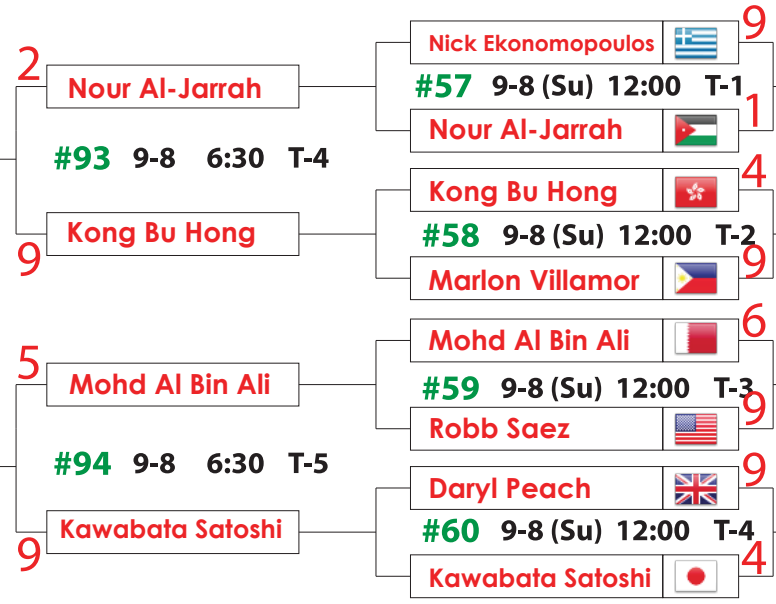 Nick Ekonomopoulos 9
2 Nour Al-Jarrah
#57 9-8 (Su) 12:00 T-1
Nour Al-Jarrah 1
#93 9-8 6:30 T-4
Kong Bu Hong 4
9 Kong Bu Hong
#58 9-8 (Su) 12:00 T-2
Marlon Villamor 9
Mohd Al Bin Ali 6
5 Mohd Al Bin Ali
#59 9-8 (Su) 12:00 T-3
Robb Saez 9
#94 9-8 6:30 T-5
Daryl Peach 9
9 Kawabata Satoshi
#60 9-8 (Su) 12:00 T-4
Kawabata Satoshi 4